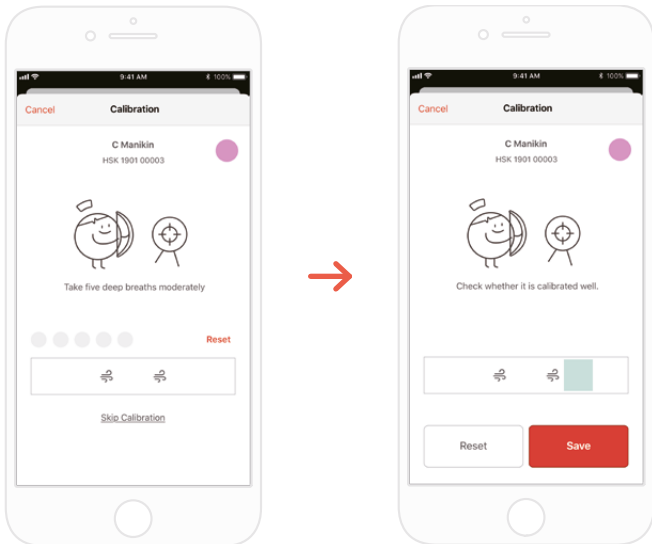 9:41 AM
100%
Cancel
Calibration
C Manikin
HSK 1901 00003
Take five deep breaths moderately
Reset
Skip Calibration
9:41 AM
100%
Cancel
Calibration
C Manikin
HSK 1901 00003
Check whether it is calibrated well.
Reset
Save